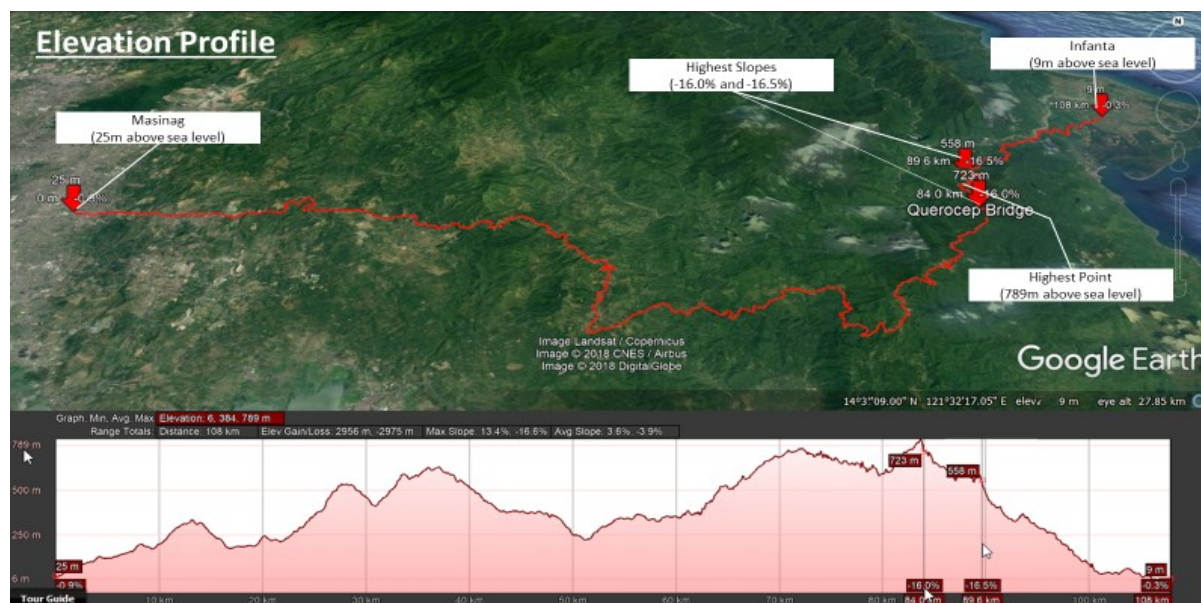 Elevation Profile
N
Infanta
(9m above sea level)
Highest Slopes
(-16.0% and -16.5%)
9 m
108 km -0.3%
Masinag
(25m above sea level)
558 m
89.6 km -16.5%
25 m
723 m
0 m
84.0 km -16.0%
Querocep Bridge
Highest Point
(789m above sea level)
Image Landsat / Copernicus
Image © 2018 CNES / Airbus
Image © 2018 DigitalGlobe
Google Earth
121°32'17.05" E elev 9 m eye alt 27.85 km
Graph: Min, Avg, Max Elevation: 6, 384, 789 m
Range Totals: Distance: 108 km Elev Gain/Loss: 2956 m, -2975 m Max Slope: 13.4%, -16.6% Avg Slope: 3.6%, -3.9%
789 m
723 m
558 m
500 m
250 m
25 m
9 m
6 m
-0.9%
-16.0%
-16.5%
-0.3%
Tour Guide
10 km
20 km
30 km
40 km
50 km
60 km
70 km
80 km
84.0 km
89.6 km
100 km
108 km